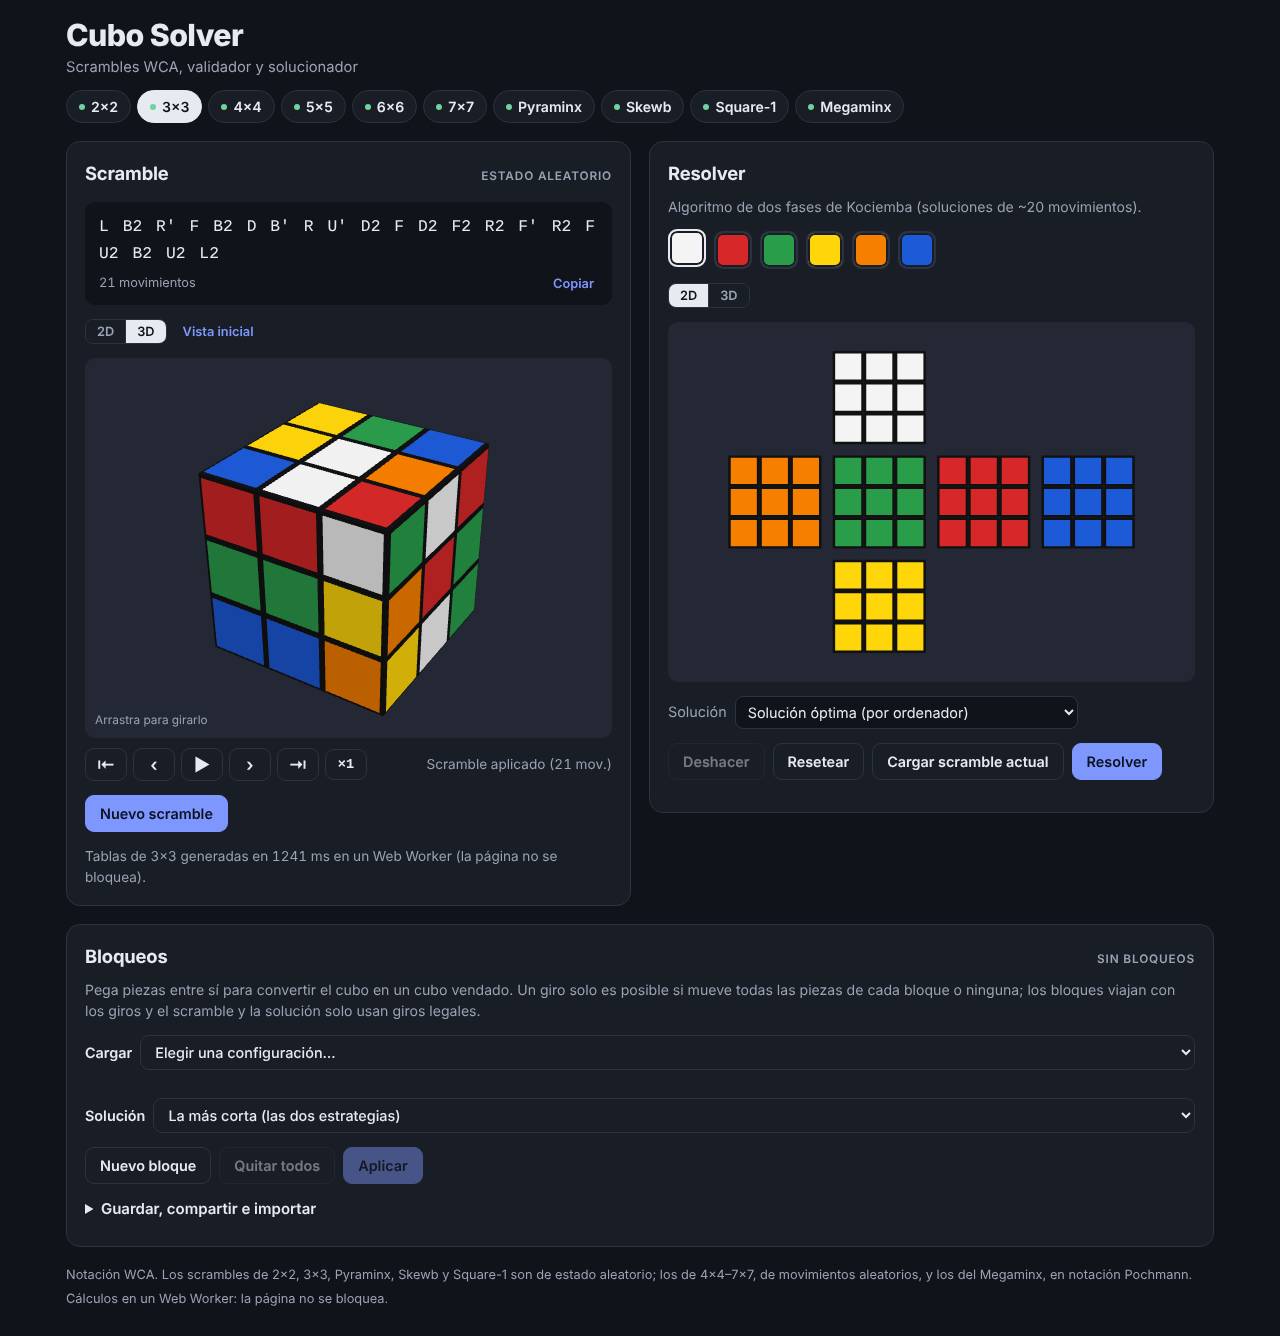 Cubo Solver
Scrambles WCA, validador y solucionador
2×2 3×3 4×4 5×5 6×6 7×7 Pyraminx Skewb Square-1 Megaminx
Scramble
ESTADO ALEATORIO
L B2 R' F B2 D B' R U' D2 F D2 F2 R2 F' R2 F
U2 B2 U2 L2
21 movimientos
Copiar
2D 3D Vista inicial
Arrastra para girarlo
×1
Scramble aplicado (21 mov.)
Nuevo scramble
Tablas de 3×3 generadas en 1241 ms en un Web Worker (la página no se
bloquea).
Resolver
Algoritmo de dos fases de Kociemba (soluciones de ~20 movimientos).
2D 3D
Solución Solución óptima (por ordenador)
Deshacer Resetear Cargar scramble actual Resolver
Bloqueos
SIN BLOQUEOS
Pega piezas entre sí para convertir el cubo en un cubo vendado. Un giro solo es posible si mueve todas las piezas de cada bloque o ninguna; los bloques viajan con
los giros y el scramble y la solución solo usan giros legales.
Cargar Elegir una configuración...
Solución La más corta (las dos estrategias)
Nuevo bloque Quitar todos Aplicar
Guardar, compartir e importar
Notación WCA. Los scrambles de 2×2, 3×3, Pyraminx, Skewb y Square-1 son de estado aleatorio; los de 4×4–7×7, de movimientos aleatorios, y los del Megaminx, en notación Pochmann.
Cálculos en un Web Worker: la página no se bloquea.